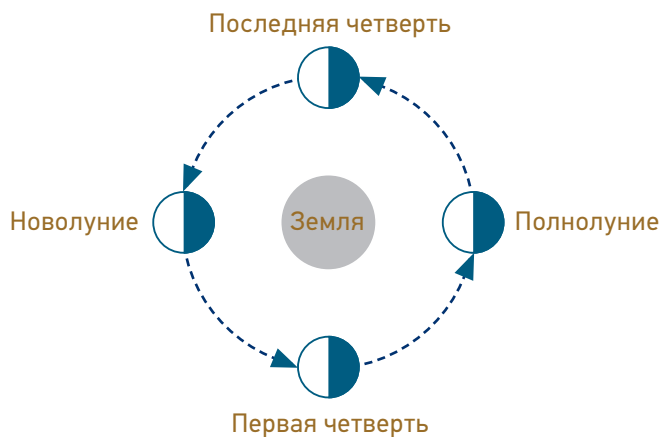 Последняя четверть
Новолуние
Земля
Полнолуние
Первая четверть